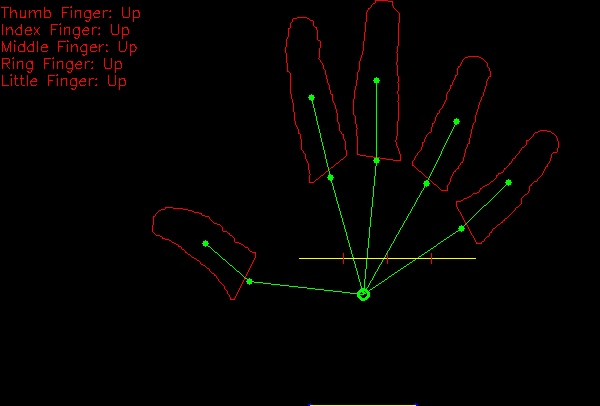 Thumb Finger: Up
Index Finger: Up
Middle Finger: Up
Ring Finger: Up
Little Finger: Up